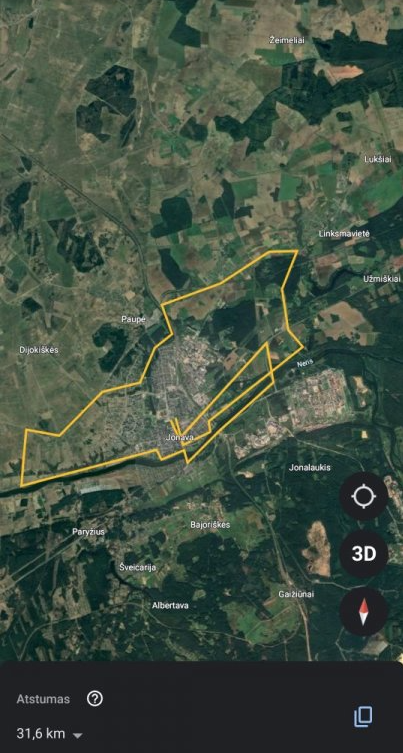 Žeimeliai
Lukšiai
Linksmavietė
Užmiškiai
Paupė
Dijokiškės
Neris
Jonava
Jonalaukis
Bajoriškės
Paryžius
3D
Šveicarija
Gaižiūnai
Albertava
Atstumas ?
31,6 km